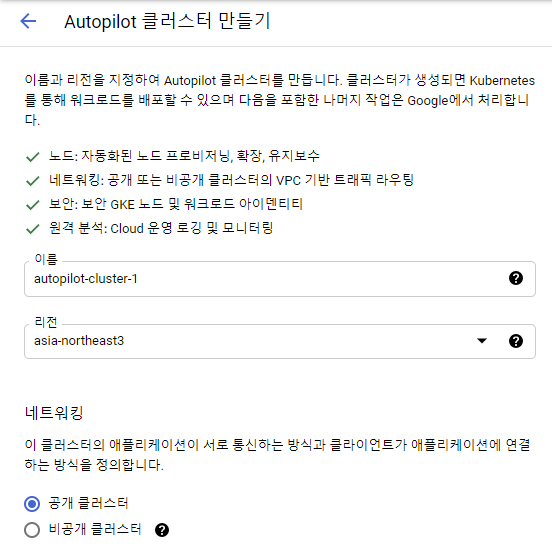 Autopilot 클러스터 만들기
이름과 리전을 지정하여 Autopilot 클러스터를 만듭니다. 클러스터가 생성되면 Kubernetes
를 통해 워크로드를 배포할 수 있으며 다음을 포함한 나머지 작업은 Google에서 처리합니
다.
노드: 자동화된 노드 프로비저닝, 확장, 유지보수
네트워킹: 공개 또는 비공개 클러스터의 VPC 기반 트래픽 라우팅
보안: 보안 GKE 노드 및 워크로드 아이덴티티
원격 분석: Cloud 운영 로깅 및 모니터링
이름
autopilot-cluster-1
리전
asia-northeast3
네트워킹
이 클러스터의 애플리케이션이 서로 통신하는 방식과 클라이언트가 애플리케이션에 연결
하는 방식을 정의합니다.
공개 클러스터
비공개 클러스터